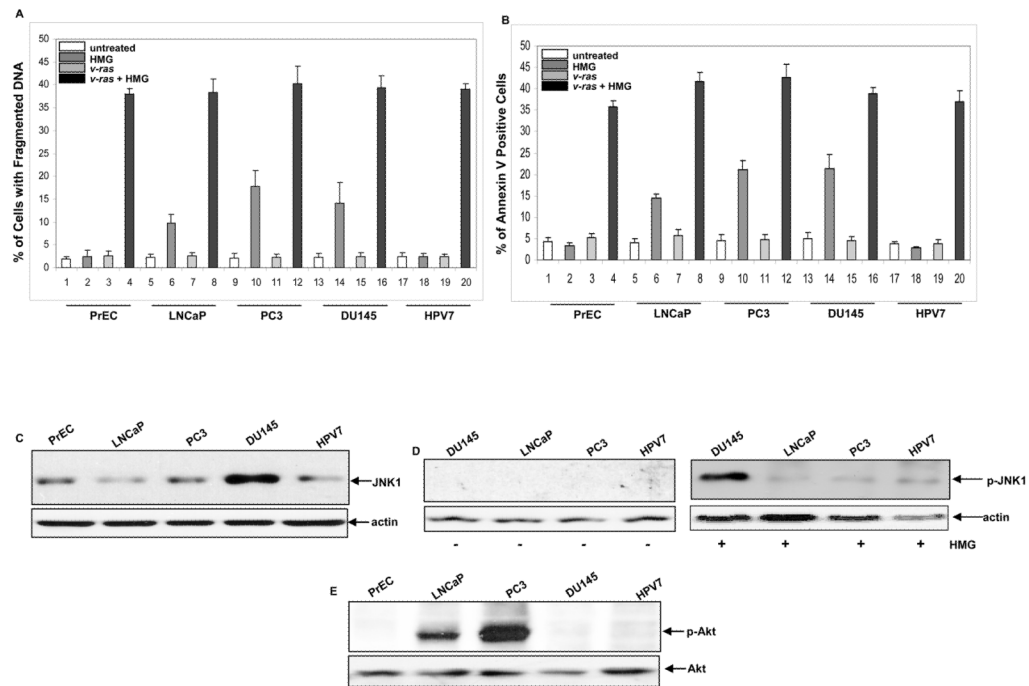 A
% of Cells with Fragmented DNA
50
45
40
35
30
25
20
15
10
5
0
untreated
HMG
v-ras
v-ras + HMG
1 2 3 4 5 6 7 8 9 10 11 12 13 14 15 16 17 18 19 20
PrEC LNCaP PC3 DU145 HPV7
B
% of Annexin V Positive Cells
50
45
40
35
30
25
20
15
10
5
0
untreated
HMG
v-ras
v-ras + HMG
1 2 3 4 5 6 7 8 9 10 11 12 13 14 15 16 17 18 19 20
PrEC LNCaP PC3 DU145 HPV7
C
PrEC LNCaP PC3 DU145 HPV7
JNK1
actin
D
DU145 LNCaP PC3 HPV7
- - - -
DU145 LNCaP PC3 HPV7
p-JNK1
actin
+ + + + HMG
E
PrEC LNCaP PC3 DU145 HPV7
p-Akt
Akt